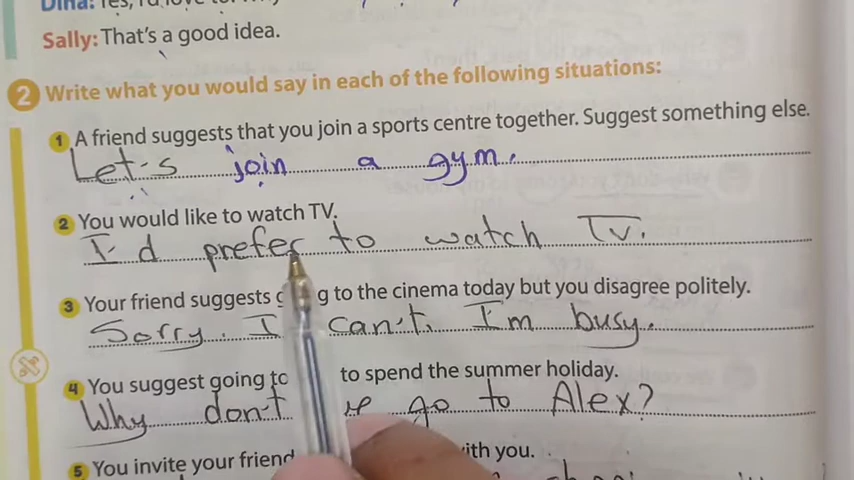 Sally: That's a good idea.
2 Write what you would say in each of the following situations:
1 A friend suggests that you join a sports centre together. Suggest something else.
Let's join a gym.
2 You would like to watch TV.
I'd prefer to watch TV.
3 Your friend suggests g g to the cinema today but you disagree politely.
Sorry. I can't. I'm busy.
4 You suggest going to to spend the summer holiday.
Why don't go to Alex?
5 You invite your friend with you.